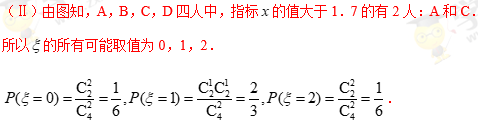 (Ⅱ)由图知,A,B,C,D四人中,指标x的值大于1.7的有2人:A和C.
所以ξ的所有可能取值为0,1,2.
P(ξ=0)=C₂²/C₄²=1/6,P(ξ=1)=C₂¹C₂¹/C₄²=2/3,P(ξ=2)=C₂²/C₄²=1/6.